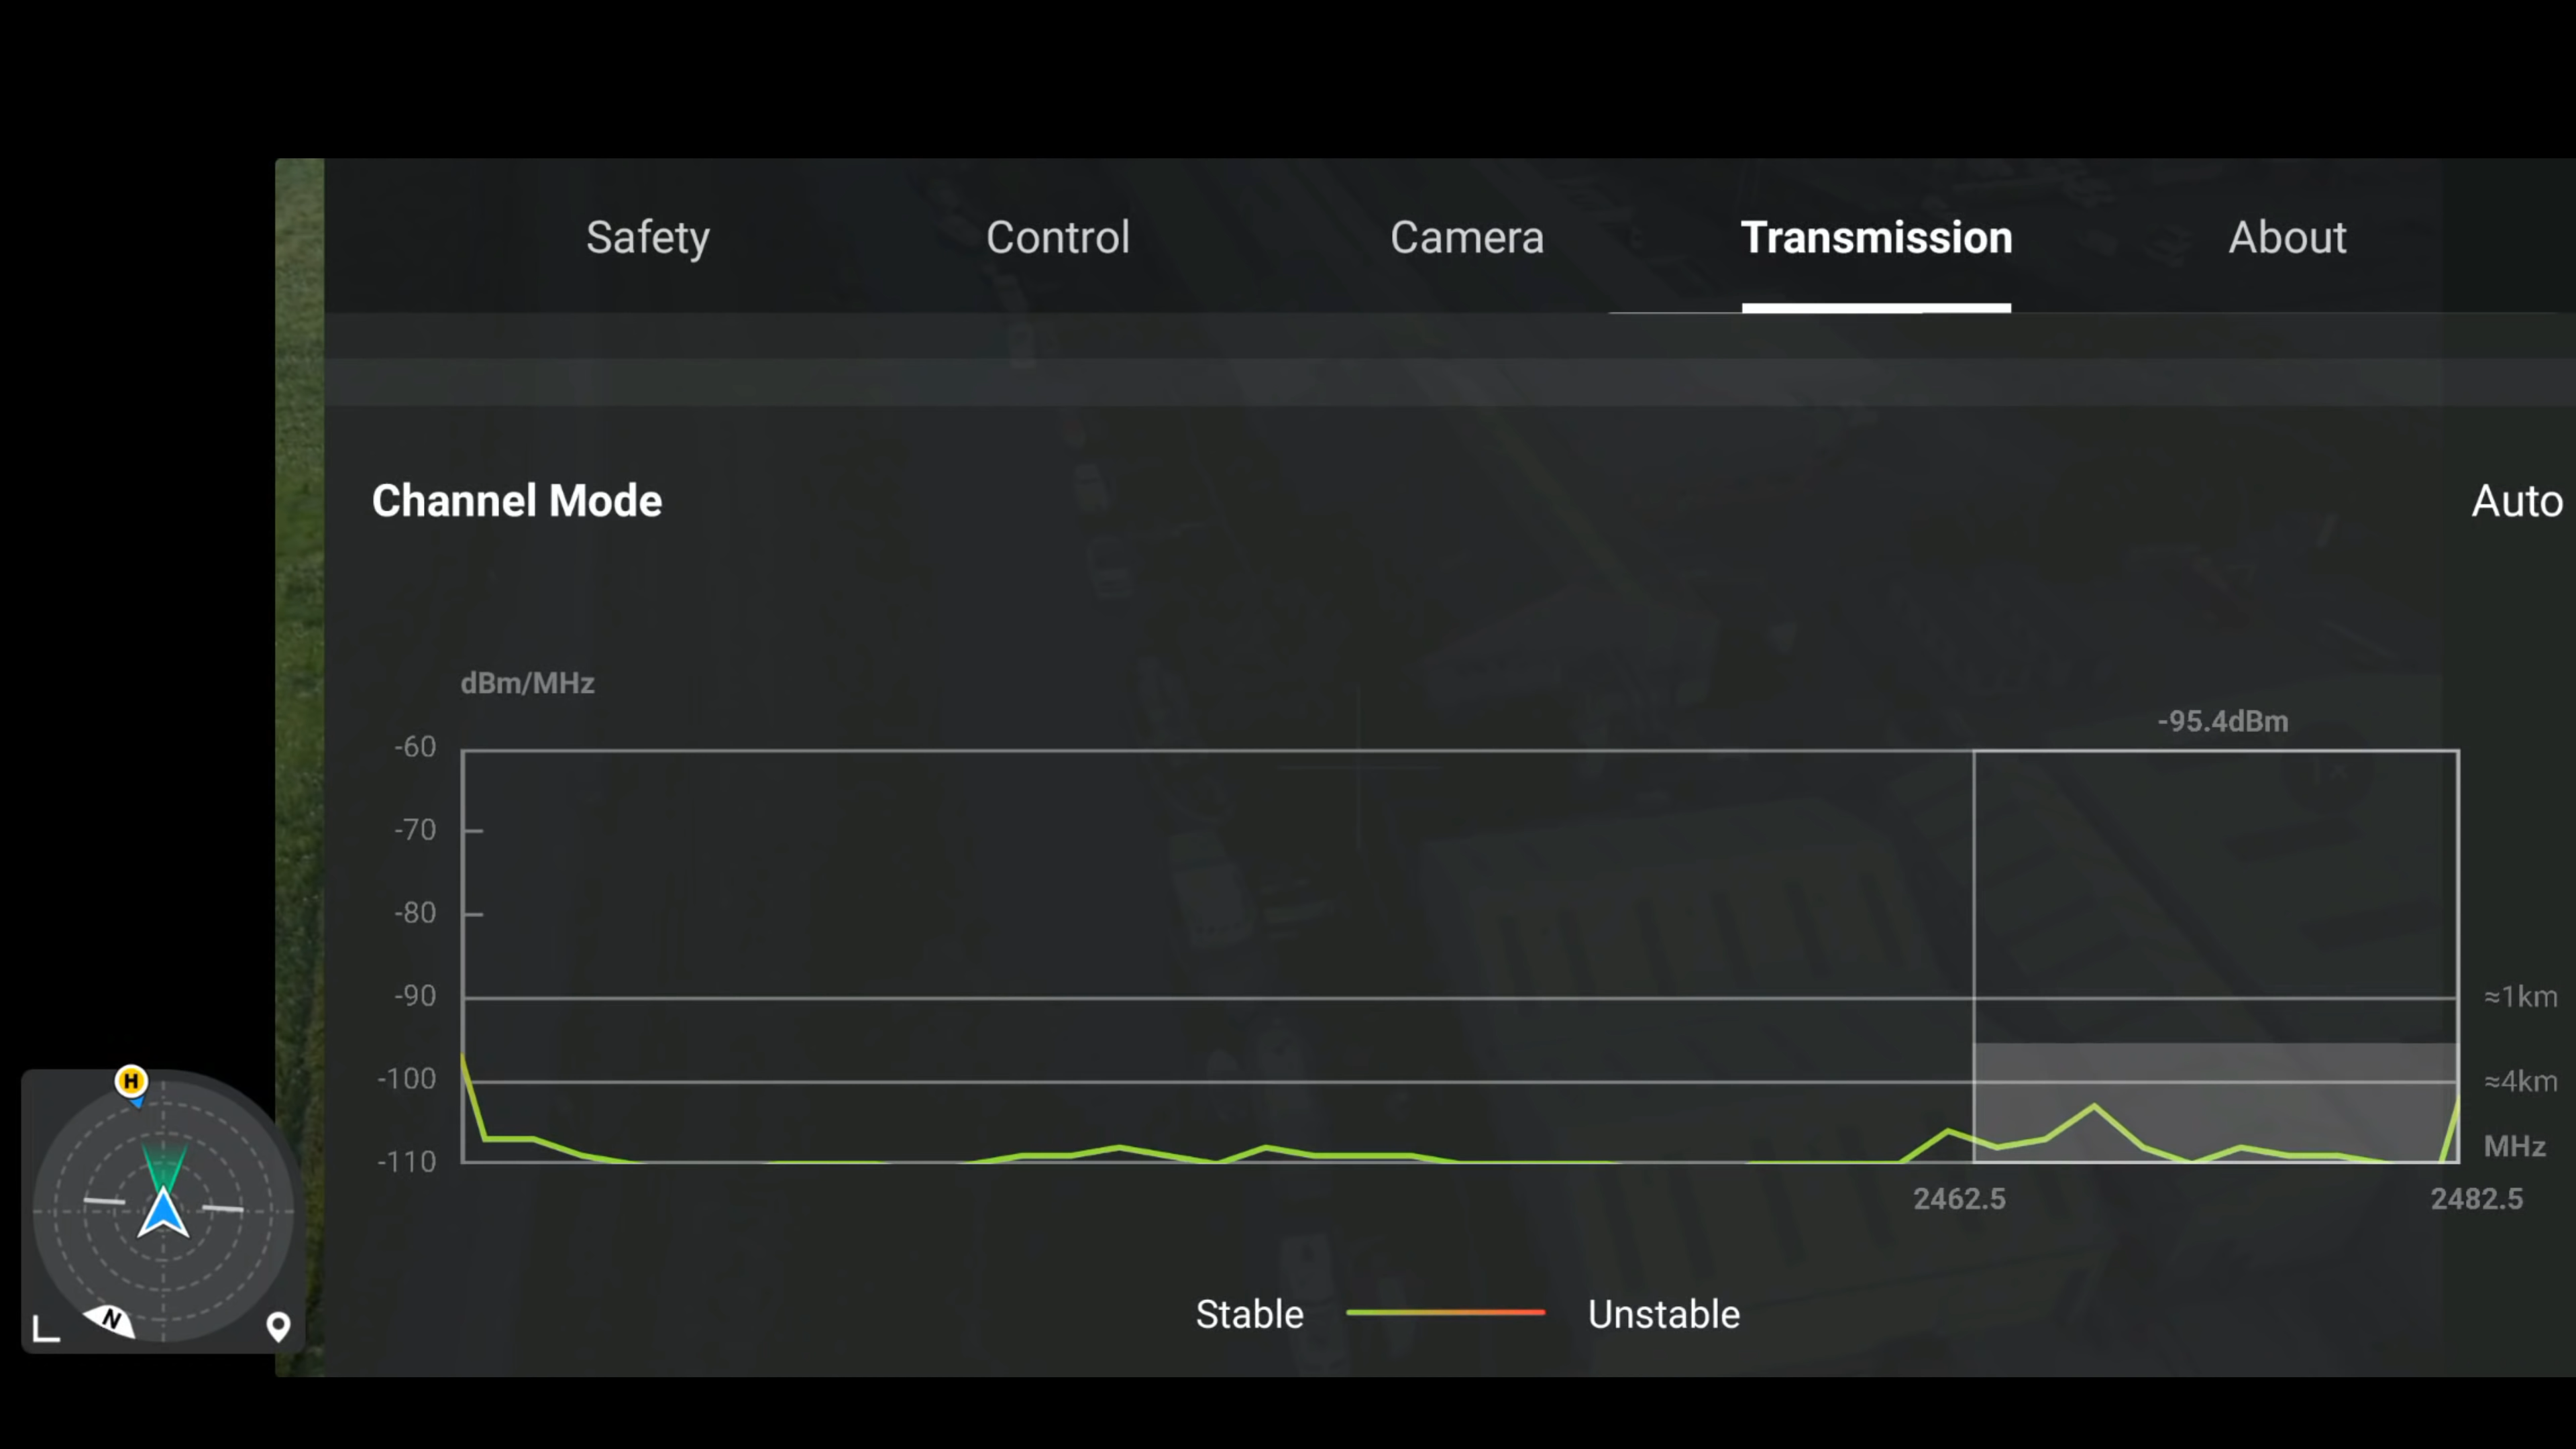 Safety Control Camera Transmission About
Channel Mode Auto
dBm/MHz
-95.4dBm
-60
-70
-80
-90 ≈1km
-100 ≈4km
-110 MHz
2462.5 2482.5
Stable Unstable
H
N